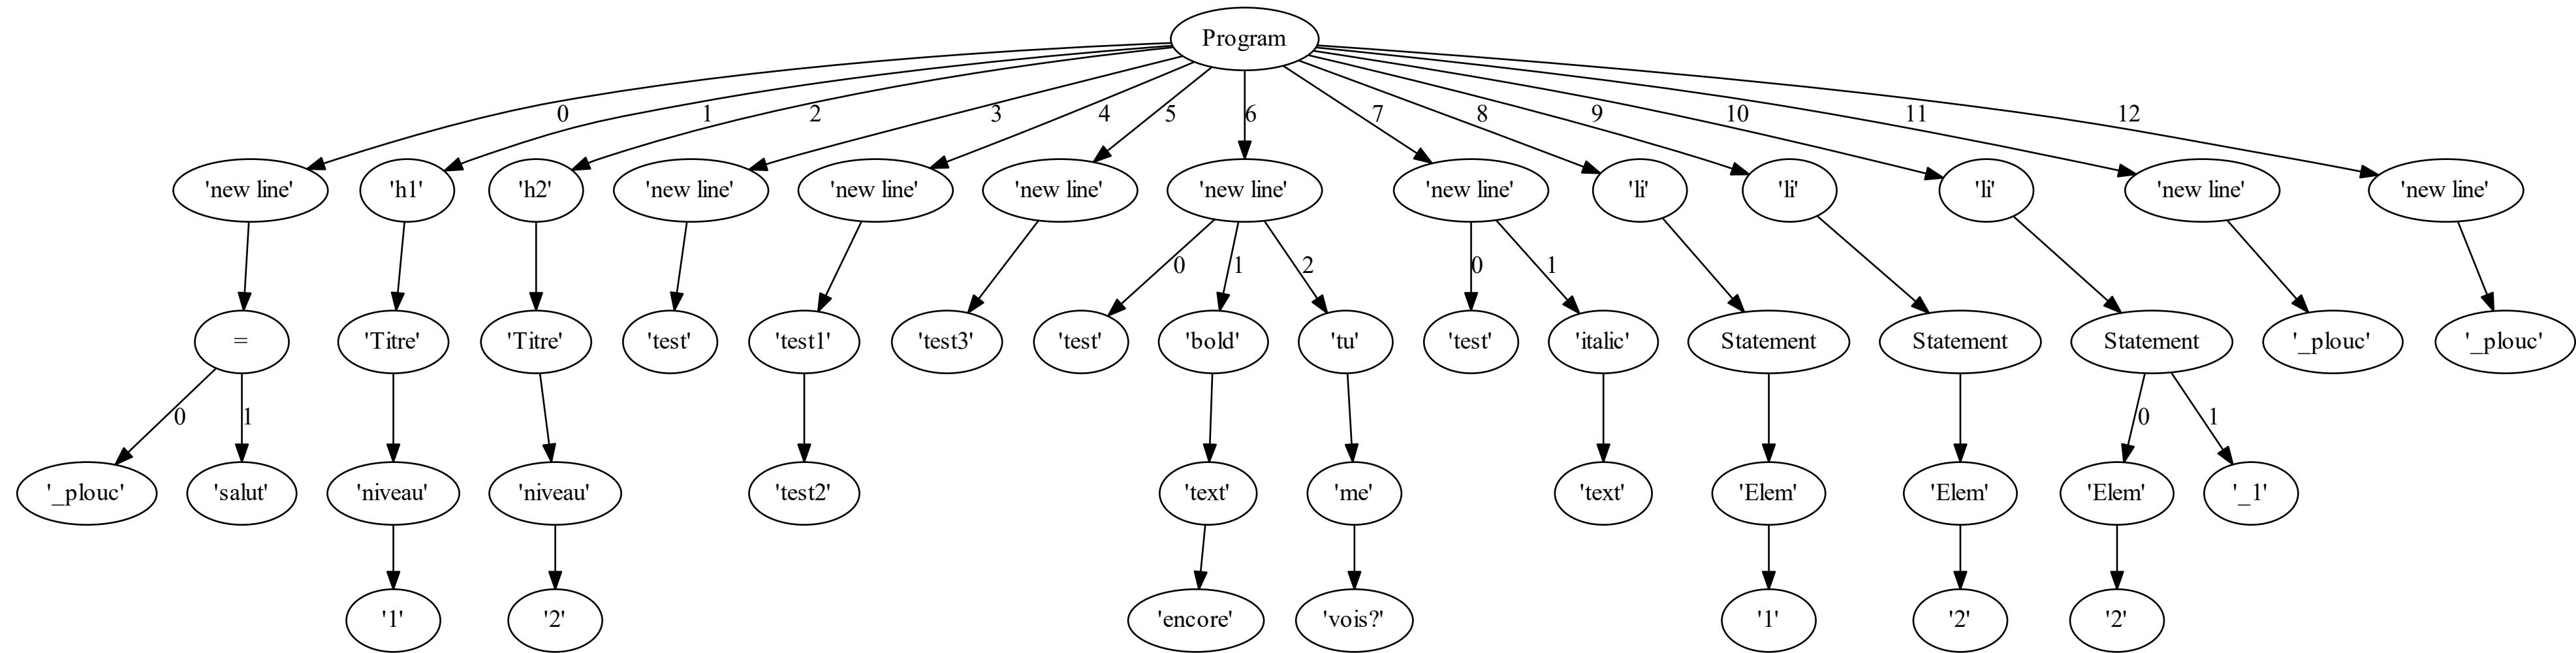 Program
0 1 2 3 4 5 6 7 8 9 10 11 12
'new line' 'h1' 'h2' 'new line' 'new line' 'new line' 'new line' 'new line' 'li' 'li' 'li' 'new line' 'new line'
0 1 2 0 1
= 'Titre' 'Titre' 'test' 'test1' 'test3' 'test' 'bold' 'tu' 'test' 'italic' Statement Statement Statement '_plouc' '_plouc'
0 1 0 1
'_plouc' 'salut' 'niveau' 'niveau' 'test2' 'text' 'me' 'text' 'Elem' 'Elem' 'Elem' '_1'
'1' '2' 'encore' 'vois?' '1' '2' '2'